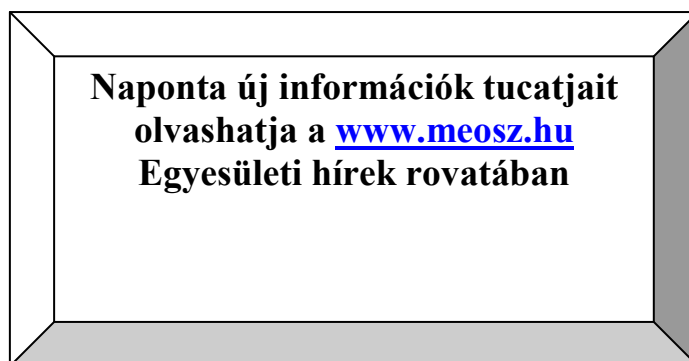 Naponta új információk tucatjait
olvashatja a www.meosz.hu
Egyesületi hírek rovatában